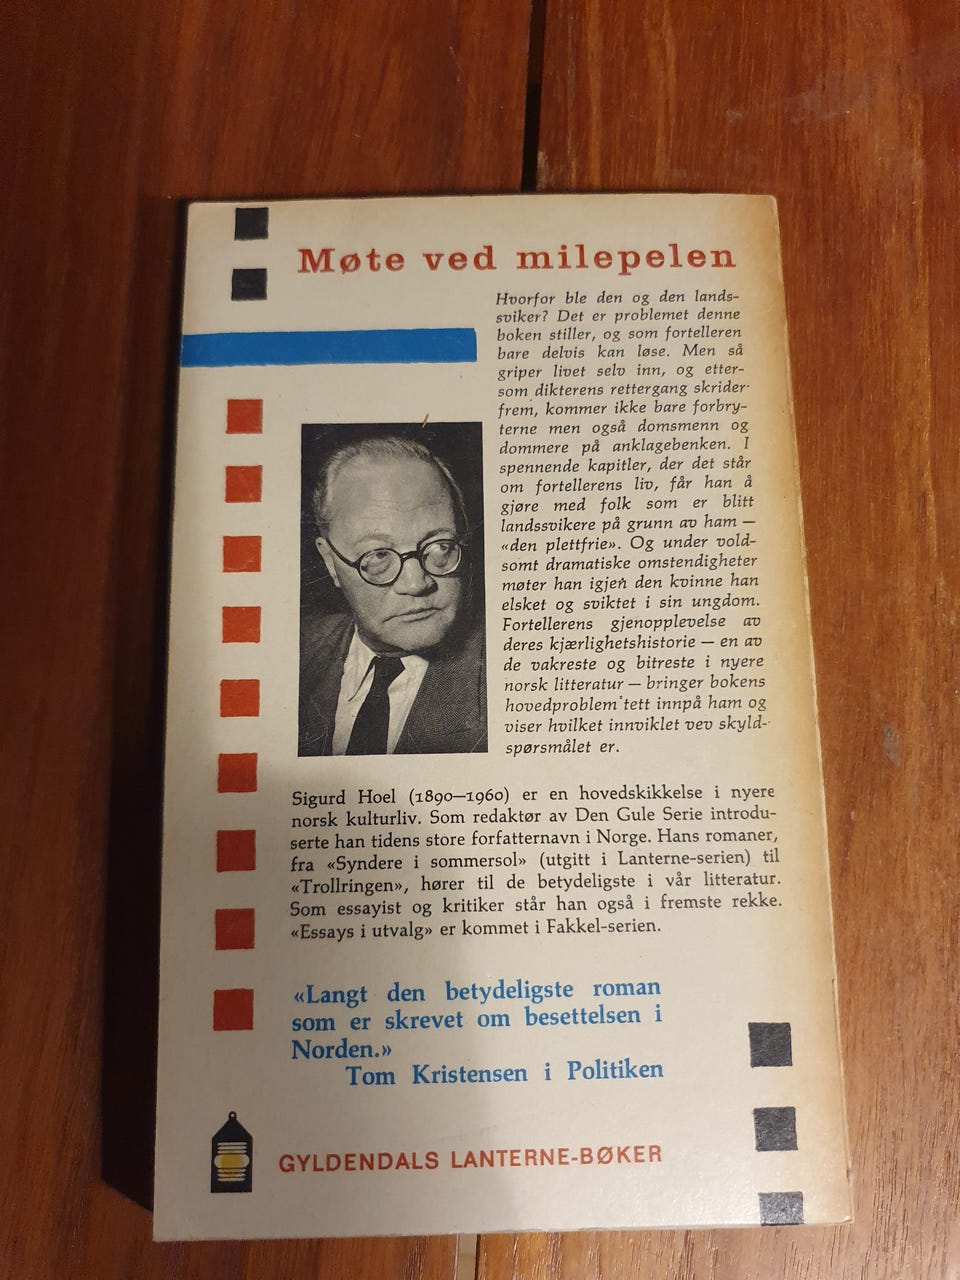 Møte ved milepelen
Hvorfor ble den og den lands-
sviker? Det er problemet denne
boken stiller, og som fortelleren
bare delvis kan løse. Men så
griper livet selv inn, og etter-
som dikterens rettergang skrider
frem, kommer ikke bare forbry-
terne men også domsmenn og
dommere på anklagebenken. I
spennende kapitler, der det står
om fortellerens liv, får han å
gjøre med folk som er blitt
landssvikere på grunn av ham —
«den plettfrie». Og under vold-
somt dramatiske omstendigheter
møter han igjen den kvinne han
elsket og sviktet i sin ungdom.
Fortellerens gjenopplevelse av
deres kjærlighetshistorie — en av
de vakreste og bitreste i nyere
norsk litteratur — bringer bokens
hovedproblem tett innpå ham og
viser hvilket innviklet vev skyld-
spørsmålet er.
Sigurd Hoel (1890—1960) er en hovedskikkelse i nyere
norsk kulturliv. Som redaktør av Den Gule Serie introdu-
serte han tidens store forfatternavn i Norge. Hans romaner,
fra «Syndere i sommersol» (utgitt i Lanterne-serien) til
«Trollringen», hører til de betydeligste i vår litteratur.
Som essayist og kritiker står han også i fremste rekke.
«Essays i utvalg» er kommet i Fakkel-serien.
«Langt den betydeligste roman
som er skrevet om besettelsen i
Norden.»
Tom Kristensen i Politiken
GYLDENDALS LANTERNE-BØKER